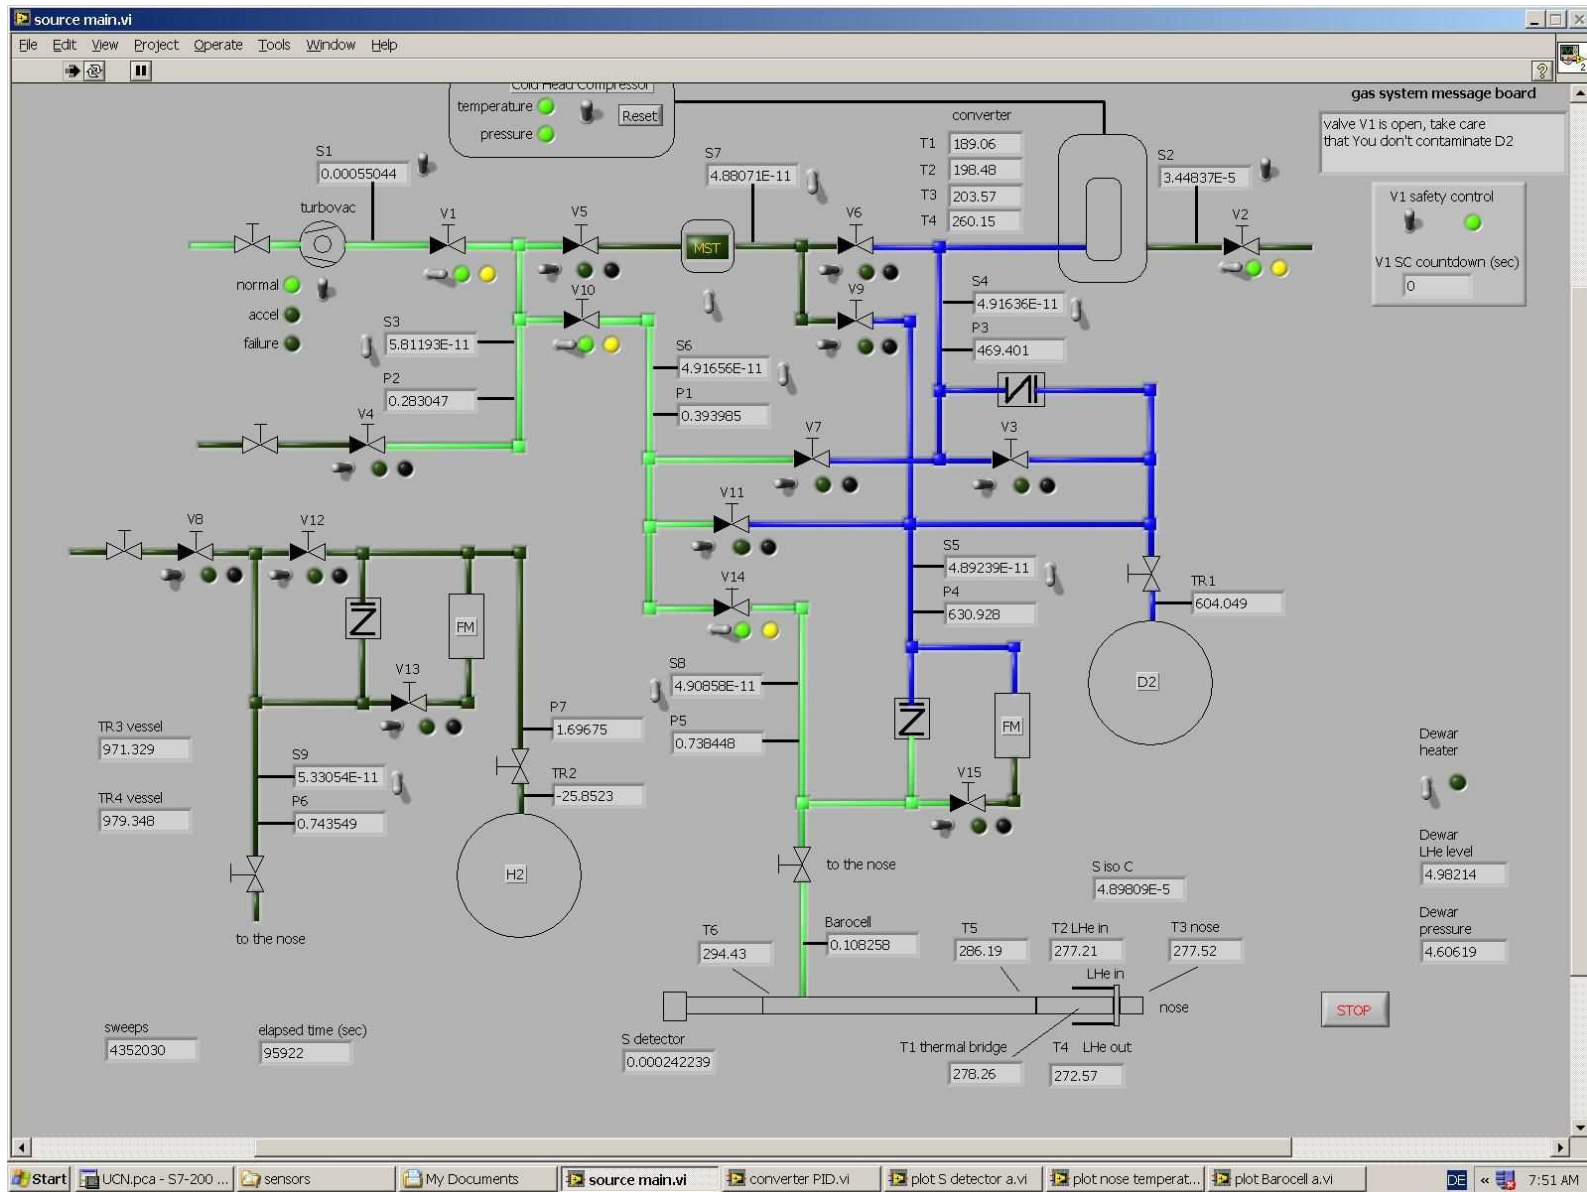 source main.vi
File Edit View Project Operate Tools Window Help
2
?
Cold Head Compressor
temperature
Reset
pressure
gas system message board
valve V1 is open, take care
that You don't contaminate D2
V1 safety control
V1 SC countdown (sec)
0
converter
T1 189.06
T2 198.48
T3 203.57
T4 260.15
S1
0.00055044
S7
4.88071E-11
S2
3.44837E-5
turbovac
V1
V5
MST
V6
V2
normal
accel
failure
V10
V9
S4
4.91636E-11
P3
469.401
S3
5.81193E-11
P2
0.283047
S6
4.91656E-11
P1
0.393985
V4
V7
V3
V11
V8
V12
S5
4.89239E-11
P4
630.928
V14
TR1
604.049
FM
D2
V13
S8
4.90858E-11
P5
0.738448
FM
V15
TR3 vessel
971.329
TR4 vessel
979.348
P7
1.69675
S9
5.33054E-11
P6
0.743549
TR2
-25.8523
H2
to the nose
to the nose
Dewar
heater
Dewar
LHe level
4.98214
Dewar
pressure
4.60619
S iso C
4.89809E-5
Barocell
0.108258
T6
294.43
T5
286.19
T2 LHe in
277.21
T3 nose
277.52
LHe in
nose
STOP
sweeps
4352030
elapsed time (sec)
95922
S detector
0.000242239
T1 thermal bridge
278.26
T4 LHe out
272.57
Start UCN.pca - S7-200 ... sensors My Documents source main.vi converter PID.vi plot S detector a.vi plot nose temperat... plot Barocell a.vi DE « 7:51 AM